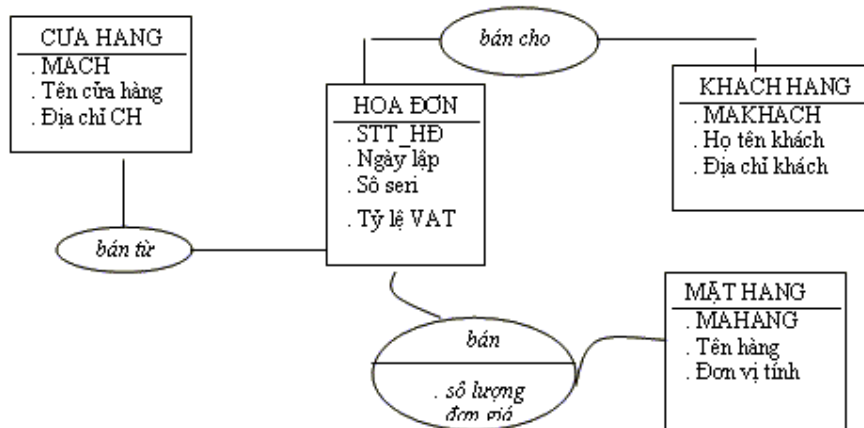 CƯA HANG
. MACH
. Tên cửa hàng
. Địa chỉ CH
bán cho
HOA ĐƠN
. STT_HĐ
. Ngày lập
. Sô seri
. Tỷ lệ VAT
KHACH HANG
. MAKHACH
. Họ tên khách
. Địa chỉ khách
bán từ
MẶT HANG
. MAHANG
. Tên hàng
. Đơn vị tính
bán
. sô lượng
đơn giá